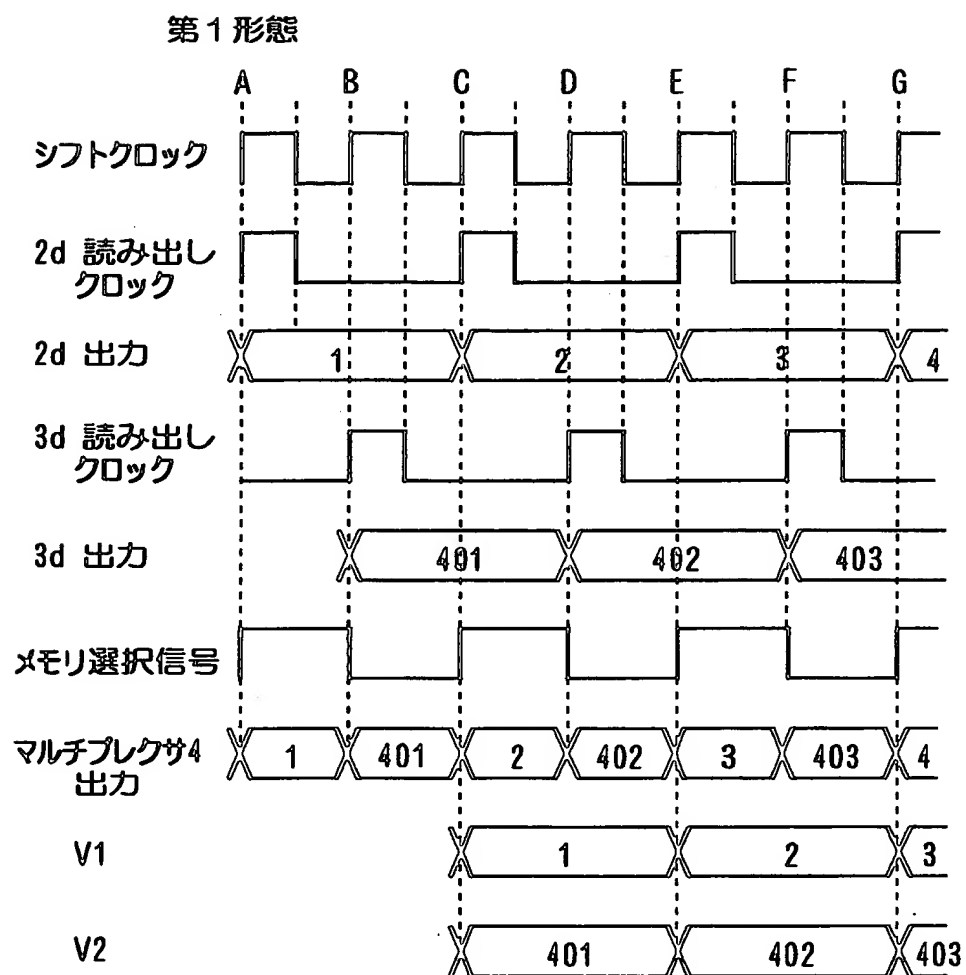 第1形態
A B C D E F G
シフトクロック
2d 読み出し
クロック
2d 出力 1 2 3 4
3d 読み出し
クロック
3d 出力 401 402 403
メモリ選択信号
マルチプレクサ4
出力 1 401 2 402 3 403 4
V1 1 2 3
V2 401 402 403